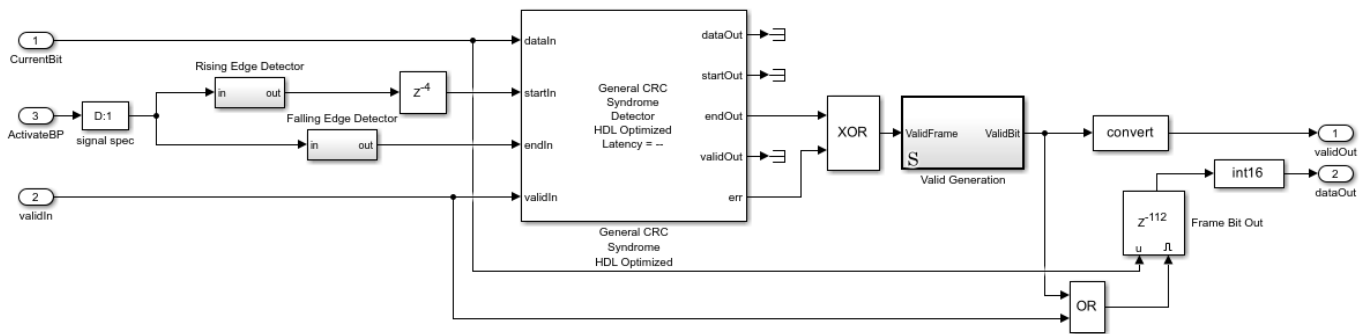 1
CurrentBit
3
ActivateBP
D:1
signal spec
Rising Edge Detector
in
out
z-4
Falling Edge Detector
in
out
2
validIn
dataIn
startIn
endIn
validIn
General CRC
Syndrome
Detector
HDL Optimized
Latency = --
dataOut
startOut
endOut
validOut
err
General CRC
Syndrome
HDL Optimized
XOR
ValidFrame
ValidBit
S
Valid Generation
convert
1
validOut
int16
2
dataOut
z-112
u
Frame Bit Out
OR